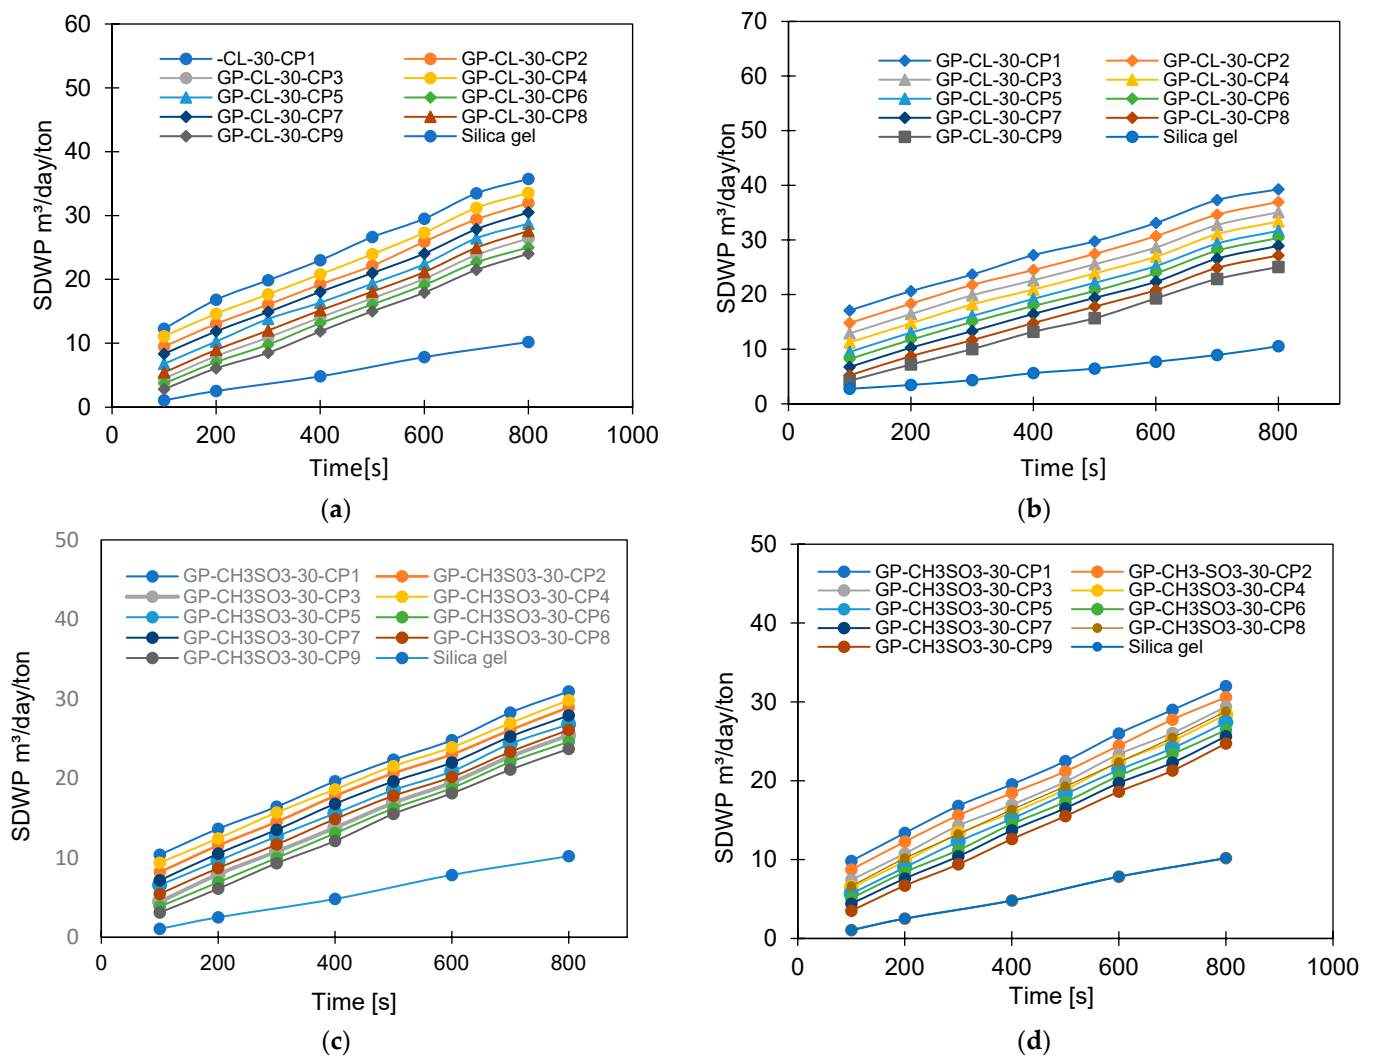 60
50
40
30
20
10
0
SDWP m³/day/ton
-CL-30-CP1 GP-CL-30-CP2
GP-CL-30-CP3 GP-CL-30-CP4
GP-CL-30-CP5 GP-CL-30-CP6
GP-CL-30-CP7 GP-CL-30-CP8
GP-CL-30-CP9 Silica gel
0 200 400 600 800 1000
Time[s]
(a)
70
60
50
40
30
20
10
0
SDWP m³/day/ton
GP-CL-30-CP1 GP-CL-30-CP2
GP-CL-30-CP3 GP-CL-30-CP4
GP-CL-30-CP5 GP-CL-30-CP6
GP-CL-30-CP7 GP-CL-30-CP8
GP-CL-30-CP9 Silica gel
0 200 400 600 800
Time [s]
(b)
50
40
30
20
10
0
SDWP m³/day/ton
GP-CH3SO3-30-CP1 GP-CH3S03-30-CP2
GP-CH3SO3-30-CP3 GP-CH3SO3-30-CP4
GP-CH3SO3-30-CP5 GP-CH3SO3-30-CP6
GP-CH3SO3-30-CP7 GP-CH3SO3-30-CP8
GP-CH3SO3-30-CP9 Silica gel
0 200 400 600 800
Time [s]
(c)
50
40
30
20
10
0
SDWP m³/day/ton
GP-CH3SO3-30-CP1 GP-CH3-SO3-30-CP2
GP-CH3SO3-30-CP3 GP-CH3SO3-30-CP4
GP-CH3SO3-30-CP5 GP-CH3SO3-30-CP6
GP-CH3SO3-30-CP7 GP-CH3SO3-30-CP8
GP-CH3SO3-30-CP9 Silica gel
0 200 400 600 800 1000
Time [s]
(d)